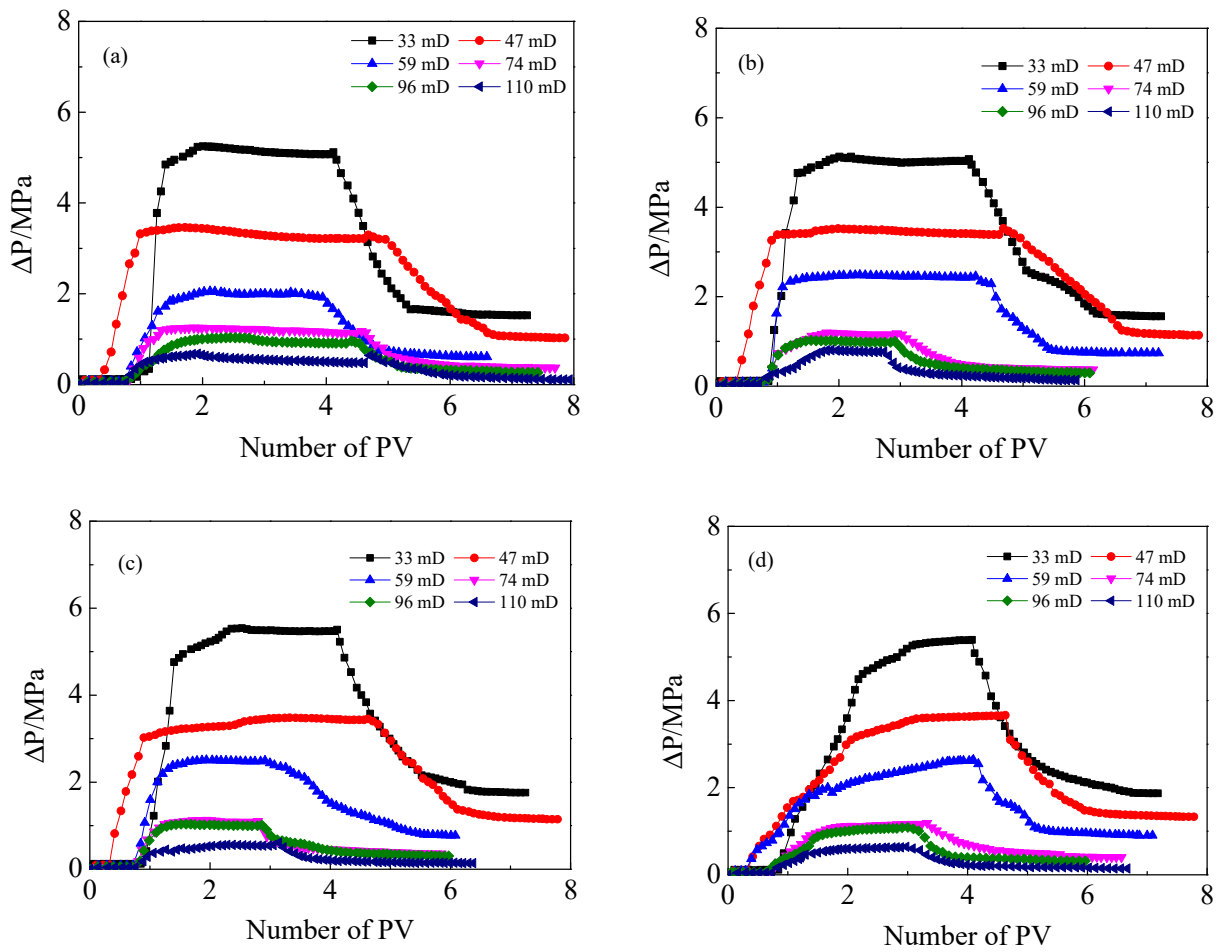 (a)
33 mD 47 mD
59 mD 74 mD
96 mD 110 mD
ΔP/MPa
8
6
4
2
0
0 2 4 6 8
Number of PV
(b)
33 mD 47 mD
59 mD 74 mD
96 mD 110 mD
ΔP/MPa
8
6
4
2
0
0 2 4 6 8
Number of PV
(c)
33 mD 47 mD
59 mD 74 mD
96 mD 110 mD
ΔP/MPa
8
6
4
2
0
0 2 4 6 8
Number of PV
(d)
33 mD 47 mD
59 mD 74 mD
96 mD 110 mD
ΔP/MPa
8
6
4
2
0
0 2 4 6 8
Number of PV